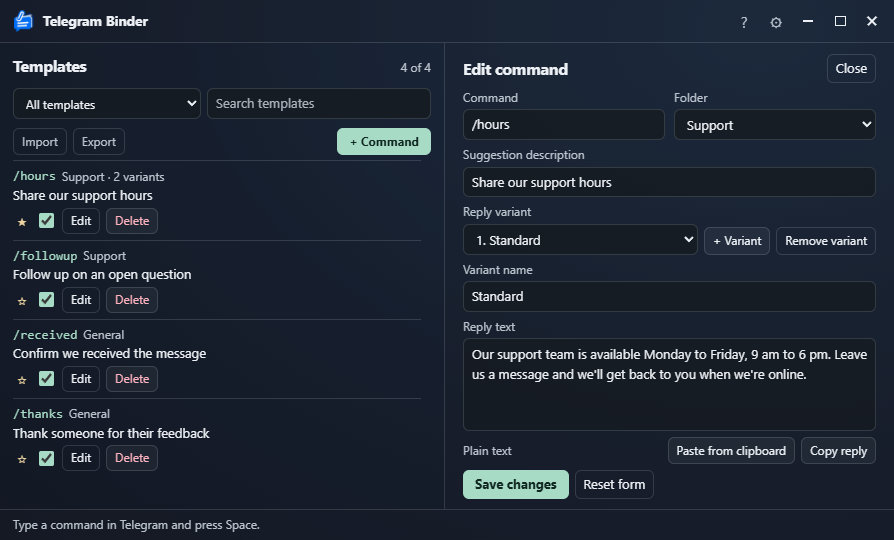 Telegram Binder
?
Templates
4 of 4
All templates
Search templates
Import
Export
+ Command
/hours Support · 2 variants
Share our support hours
Edit
Delete
/followup Support
Follow up on an open question
Edit
Delete
/received General
Confirm we received the message
Edit
Delete
/thanks General
Thank someone for their feedback
Edit
Delete
Edit command
Close
Command
Folder
/hours
Support
Suggestion description
Share our support hours
Reply variant
1. Standard
+ Variant
Remove variant
Variant name
Standard
Reply text
Our support team is available Monday to Friday, 9 am to 6 pm. Leave
us a message and we'll get back to you when we're online.
Plain text
Paste from clipboard
Copy reply
Save changes
Reset form
Type a command in Telegram and press Space.